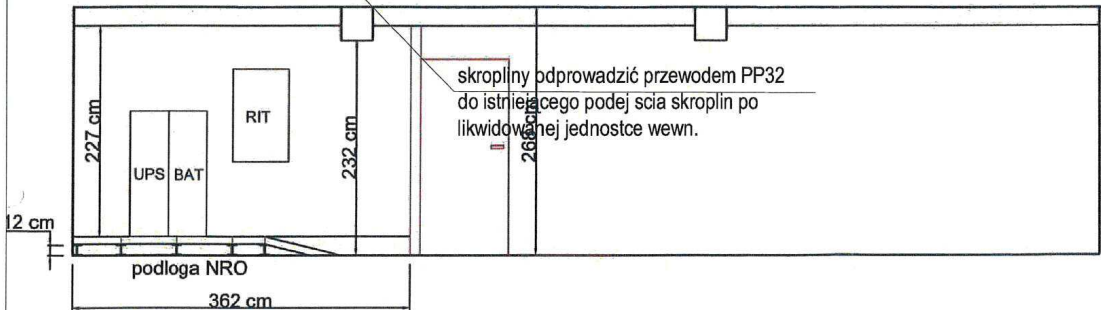 skropliny odprowadzić przewodem PP32
do istniejącego podej scia skroplin po
likwidowanej jednostce wewn.
227 cm
UPS
BAT
RIT
232 cm
268 cm
12 cm
podloga NRO
362 cm